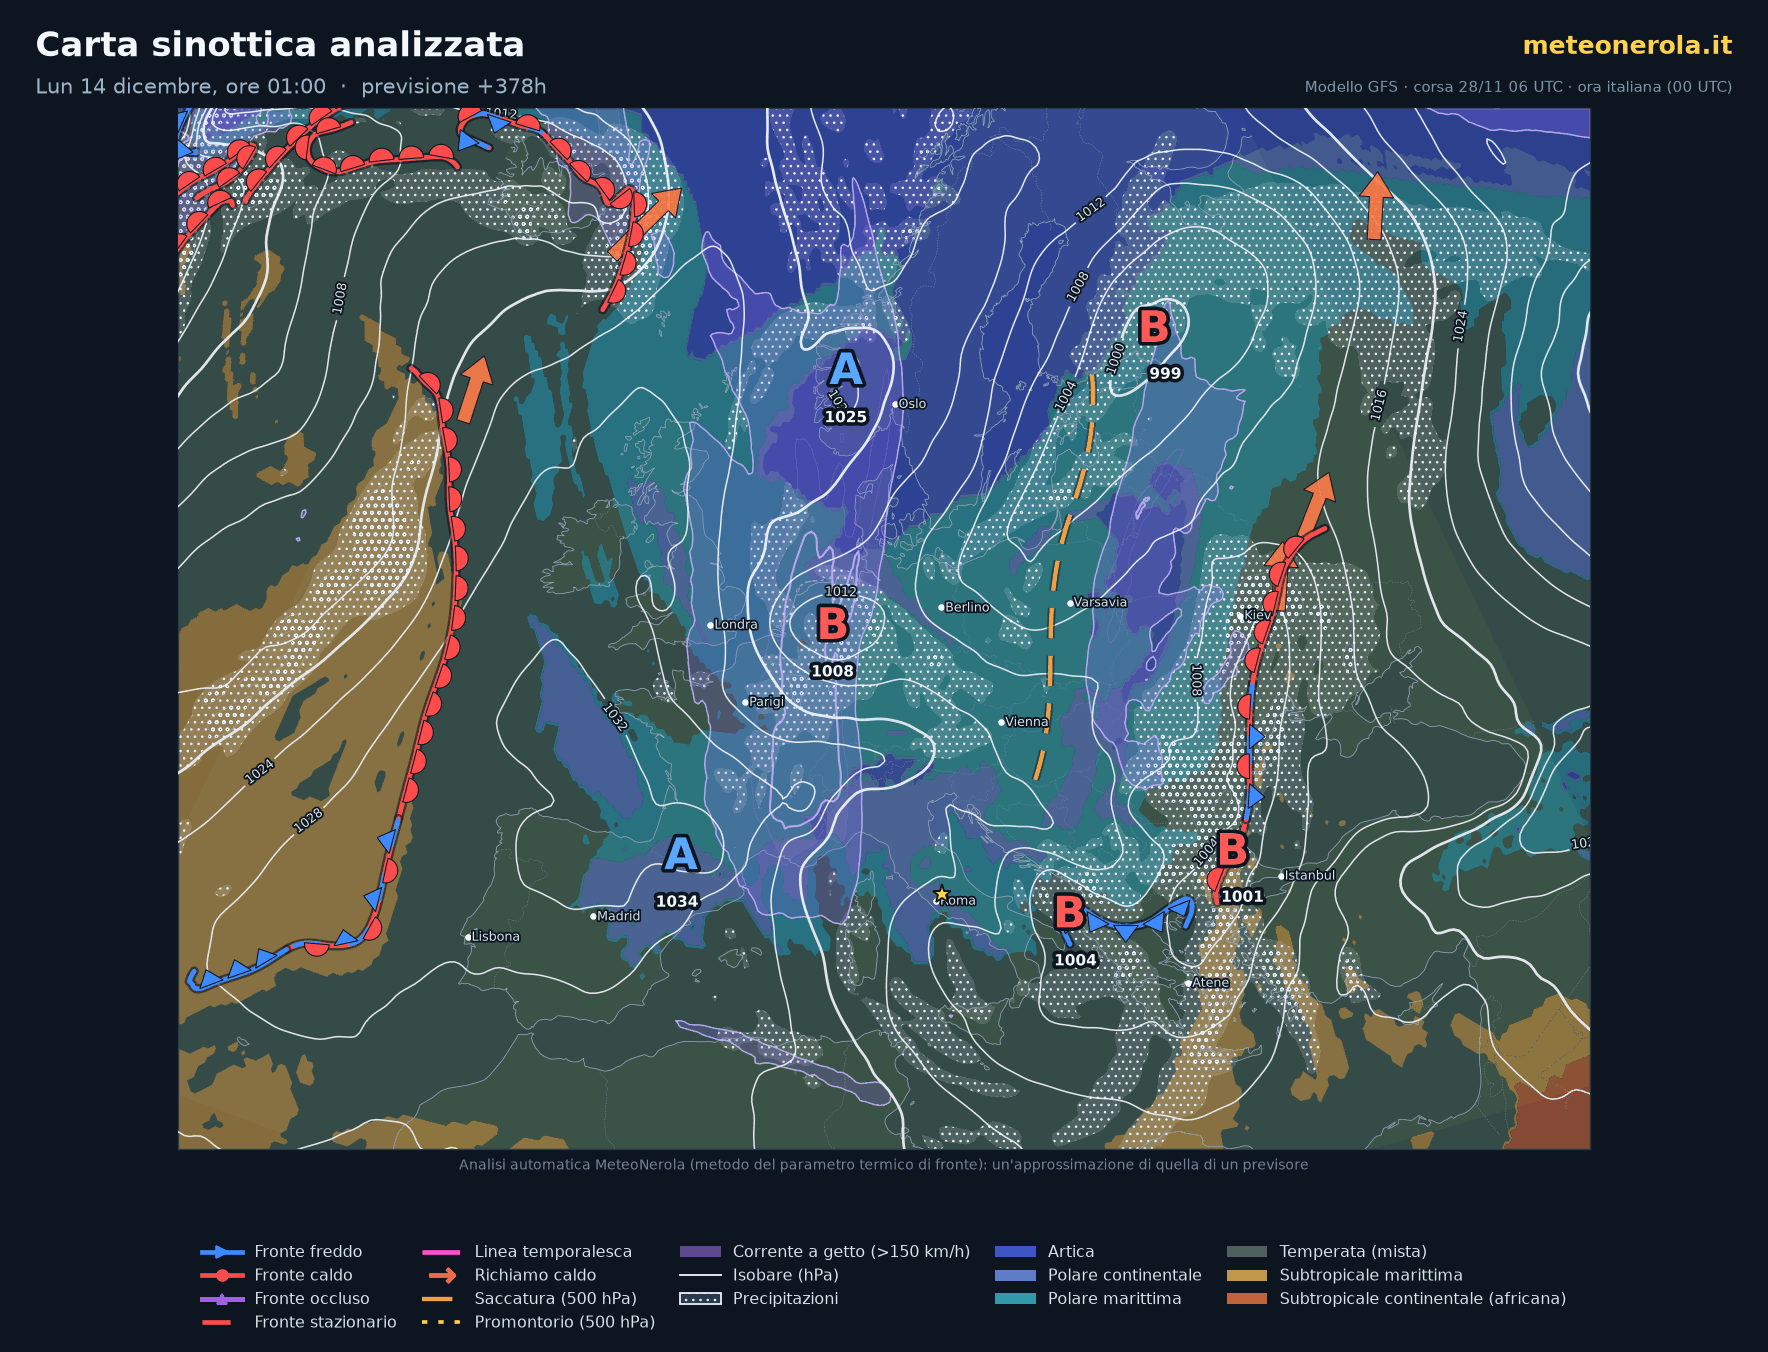 Carta sinottica analizzata
meteonerola.it
Lun 14 dicembre, ore 01:00 · previsione +378h
Modello GFS · corsa 28/11 06 UTC · ora italiana (00 UTC)
1012
1012
1008
1008
1024
B
1000
999
A
1004
1016
1025
Oslo
1012
Berlino
Varsavia
Kiev
Londra
B
1008
1008
Parigi
1032
Vienna
1024
1028
A
1004
B
Istanbul
1034
Roma
1001
Madrid
B
Lisbona
1004
Atene
Analisi automatica MeteoNerola (metodo del parametro termico di fronte): un'approssimazione di quella di un previsore
Fronte freddo
Linea temporalesca
Corrente a getto (>150 km/h)
Artica
Temperata (mista)
Fronte caldo
Richiamo caldo
Isobare (hPa)
Polare continentale
Subtropicale marittima
Fronte occluso
Saccatura (500 hPa)
Precipitazioni
Polare marittima
Subtropicale continentale (africana)
Fronte stazionario
Promontorio (500 hPa)